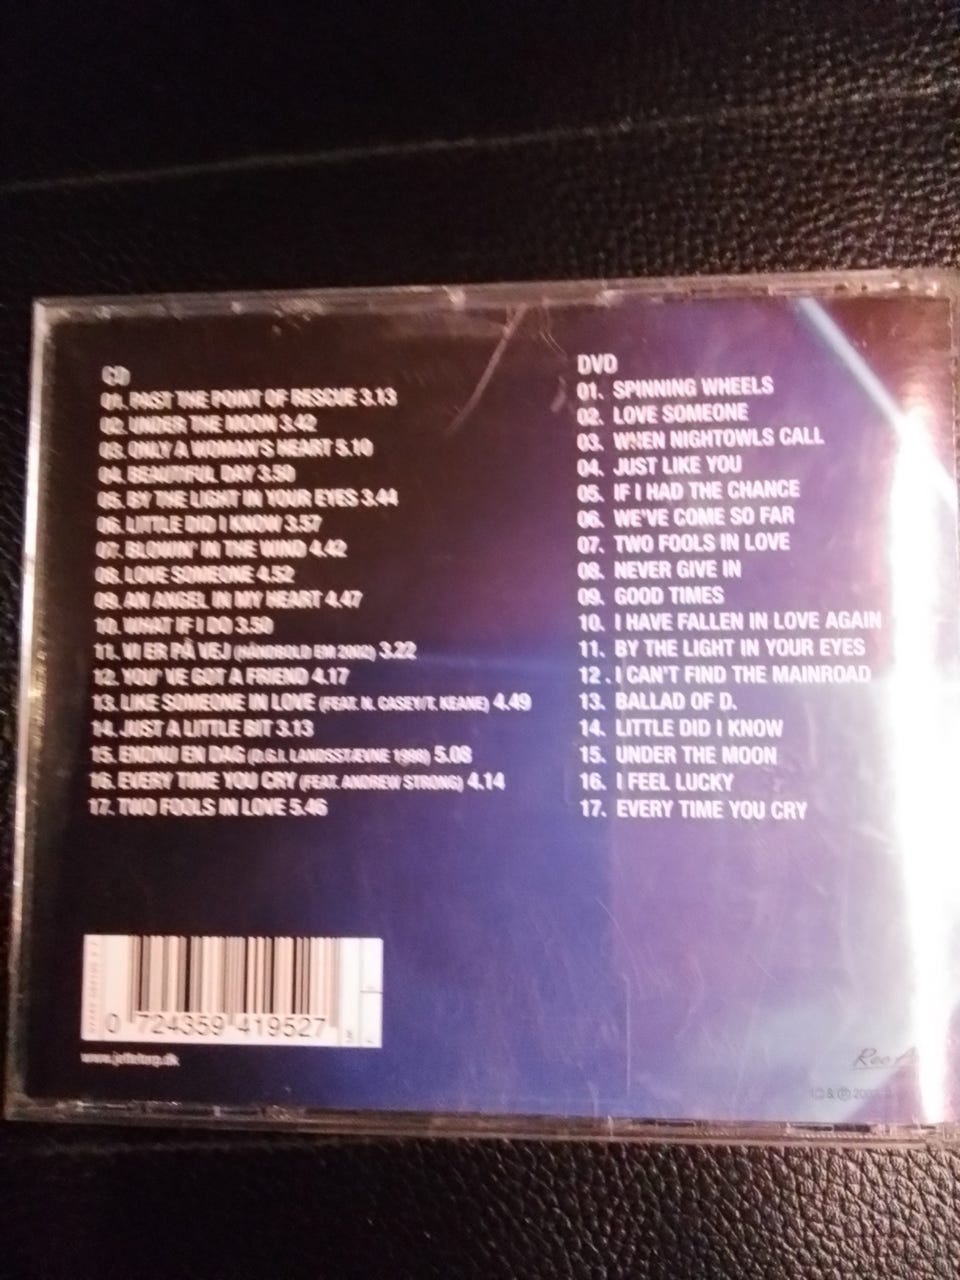 CD
01. PAST THE POINT OF RESCUE 3.13
02. UNDER THE MOON 3.42
03. ONLY A WOMAN'S HEART 5.10
04. BEAUTIFUL DAY 3.50
05. BY THE LIGHT IN YOUR EYES 3.44
06. LITTLE DID I KNOW 3.57
07. BLOWIN' IN THE WIND 4.42
08. LOVE SOMEONE 4.52
09. AN ANGEL IN MY HEART 4.47
10. WHAT IF I DO 3.50
11. VI ER PÅ VEJ (HÅNDBOLD EM 2002) 3.22
12. YOU' VE GOT A FRIEND 4.17
13. LIKE SOMEONE IN LOVE (FEAT. N. CASEY/T. KEANE) 4.49
14. JUST A LITTLE BIT 3.13
15. ENDNU EN DAG (D.G.I. LANDSSTÆVNE 1998) 5.08
16. EVERY TIME YOU CRY (FEAT. ANDREW STRONG) 4.14
17. TWO FOOLS IN LOVE 5.46
DVD
01. SPINNING WHEELS
02. LOVE SOMEONE
03. WHEN NIGHTOWLS CALL
04. JUST LIKE YOU
05. IF I HAD THE CHANCE
06. WE'VE COME SO FAR
07. TWO FOOLS IN LOVE
08. NEVER GIVE IN
09. GOOD TIMES
10. I HAVE FALLEN IN LOVE AGAIN
11. BY THE LIGHT IN YOUR EYES
12. I CAN'T FIND THE MAINROAD
13. BALLAD OF D.
14. LITTLE DID I KNOW
15. UNDER THE MOON
16. I FEEL LUCKY
17. EVERY TIME YOU CRY
0 724359 419527
www.jettetorp.dk
© & ℗